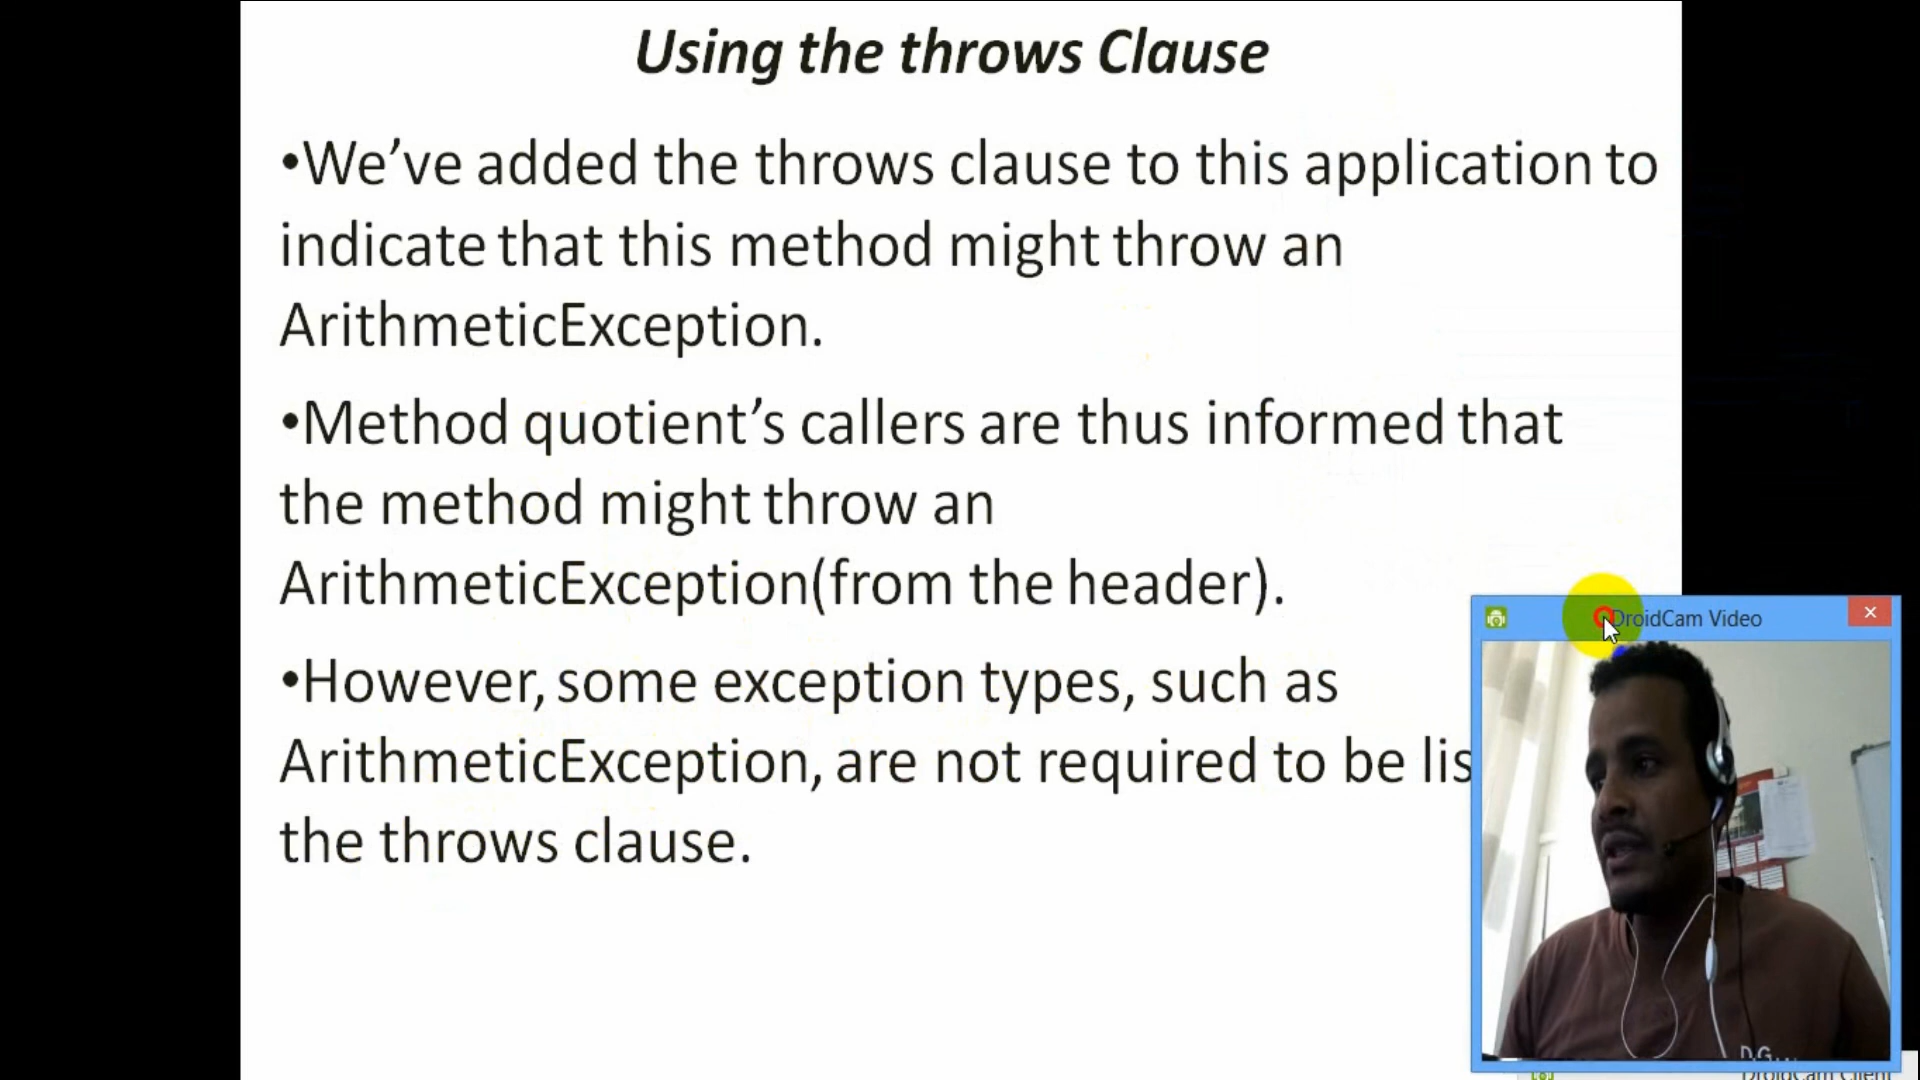 Using the throws Clause
•We’ve added the throws clause to this application to
indicate that this method might throw an
ArithmeticException.
•Method quotient’s callers are thus informed that
the method might throw an
ArithmeticException(from the header).
•However, some exception types, such as
ArithmeticException, are not required to be lis
the throws clause.
DroidCam Video
DroidCam Client